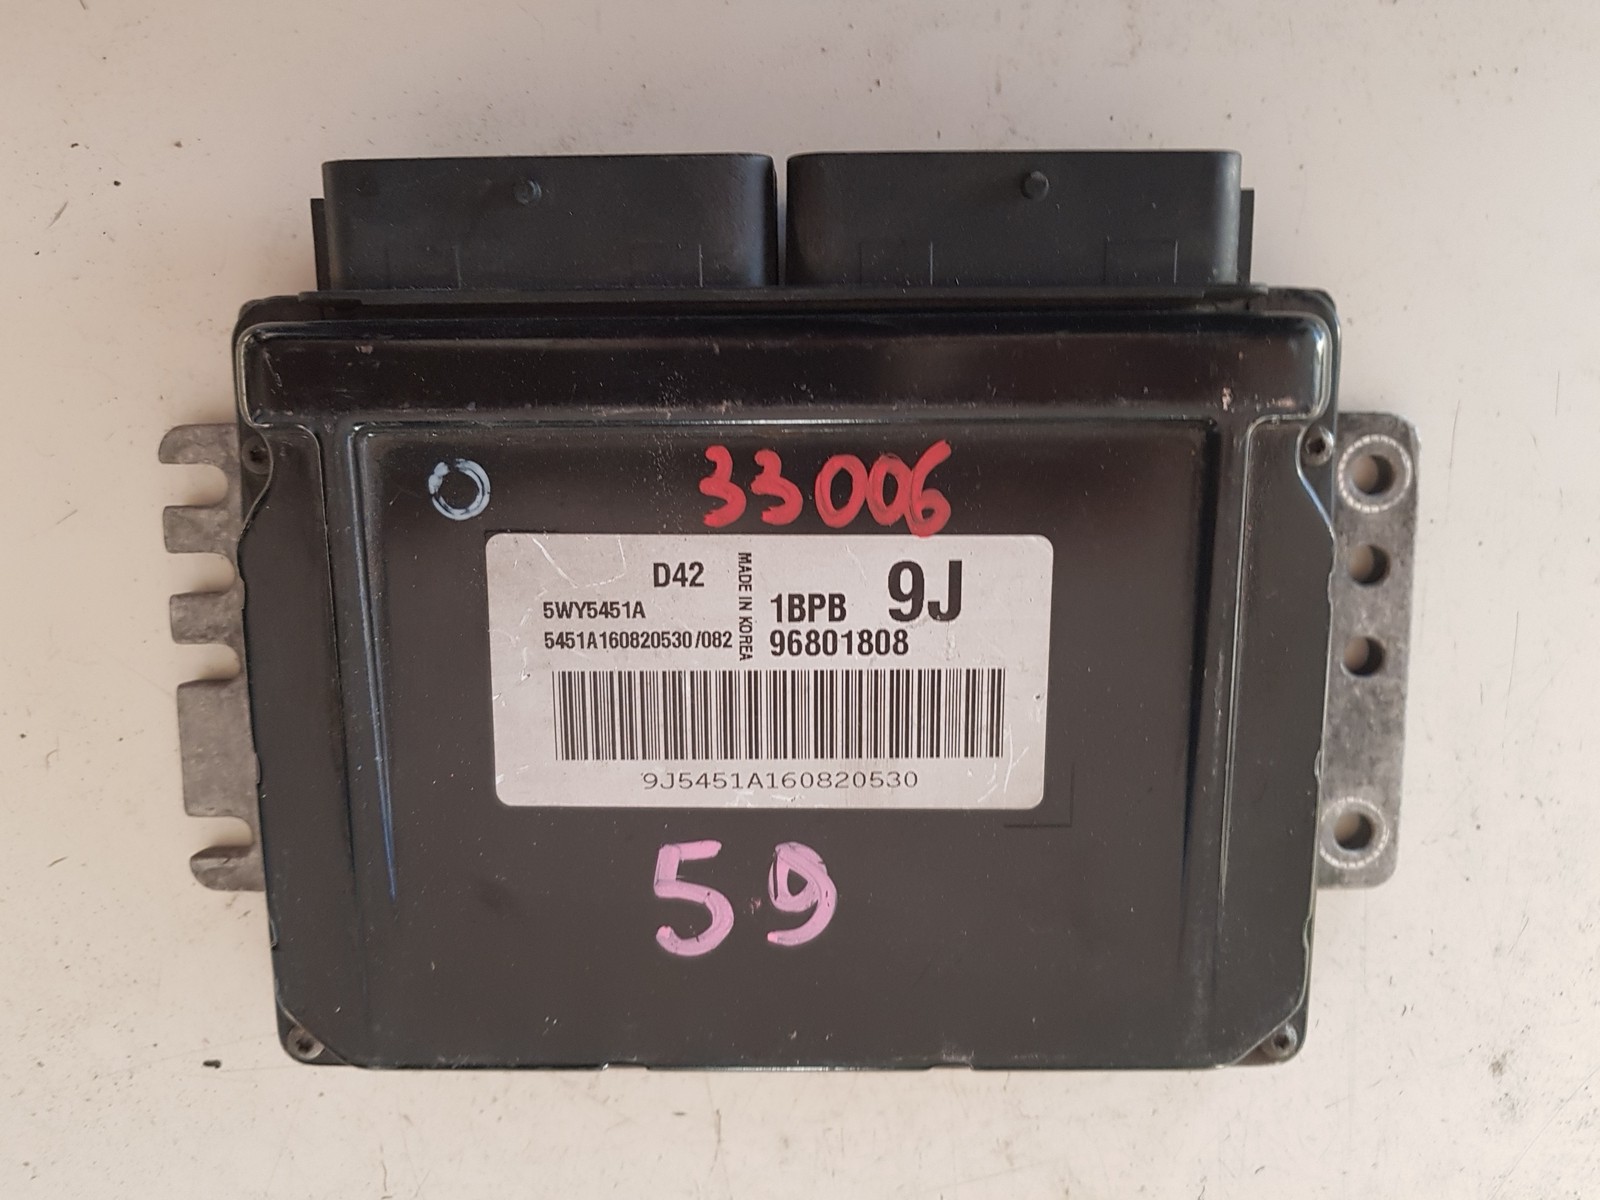 33006
D42
5WY5451A
5451A160820530/082
MADE IN KOREA
1BPB 9J
96801808
9J5451A160820530
59